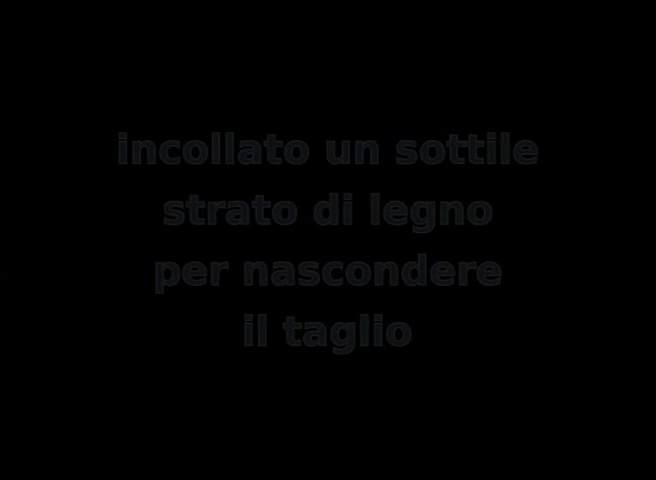 incollato un sottile
strato di legno
per nascondere
il taglio